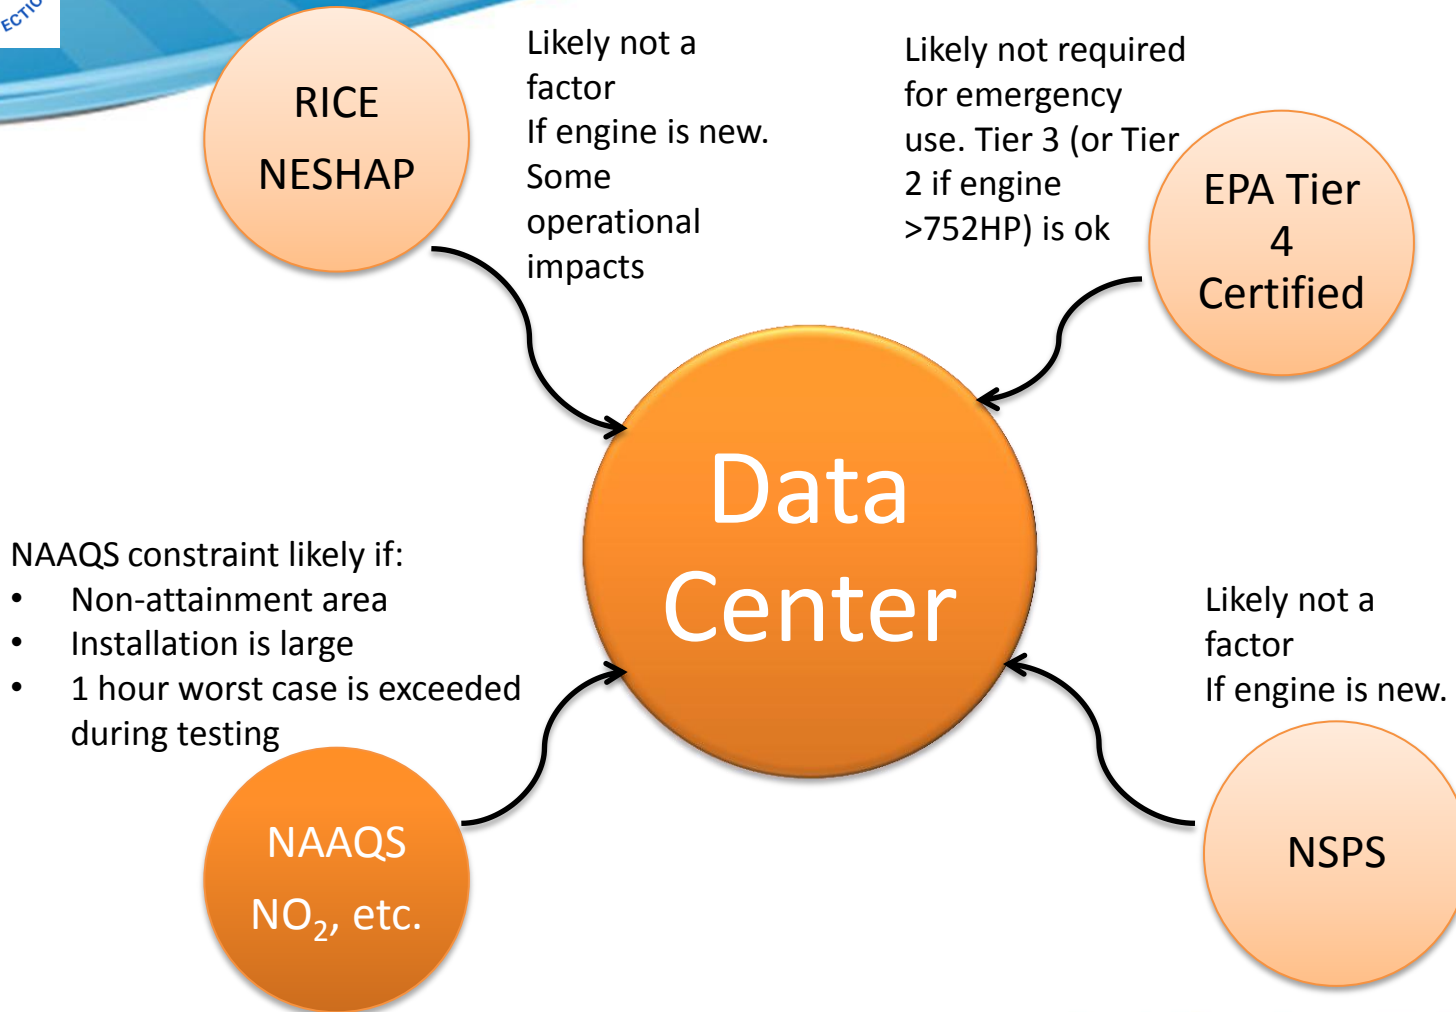 ECTIO
RICE
NESHAP
Likely not a
factor
If engine is new.
Some
operational
impacts
Likely not required
for emergency
use. Tier 3 (or Tier
2 if engine
>752HP) is ok
EPA Tier
4
Certified
Data
Center
NAAQS constraint likely if:
• Non-attainment area
• Installation is large
• 1 hour worst case is exceeded
during testing
NAAQS
NO₂, etc.
Likely not a
factor
If engine is new.
NSPS